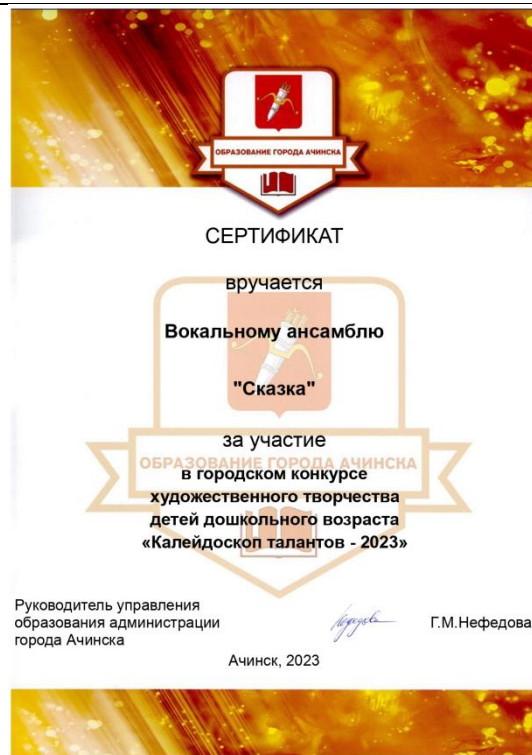 ОБРАЗОВАНИЕ ГОРОДА АЧИНСКА
СЕРТИФИКАТ
вручается
Вокальному ансамблю
"Сказка"
за участие
ОБРАЗОВАНИЕ ГОРОДА АЧИНСКА
в городском конкурсе
художественного творчества
детей дошкольного возраста
«Калейдоскоп талантов - 2023»
Руководитель управления
образования администрации
города Ачинска
Г.М.Нефедова
Ачинск, 2023